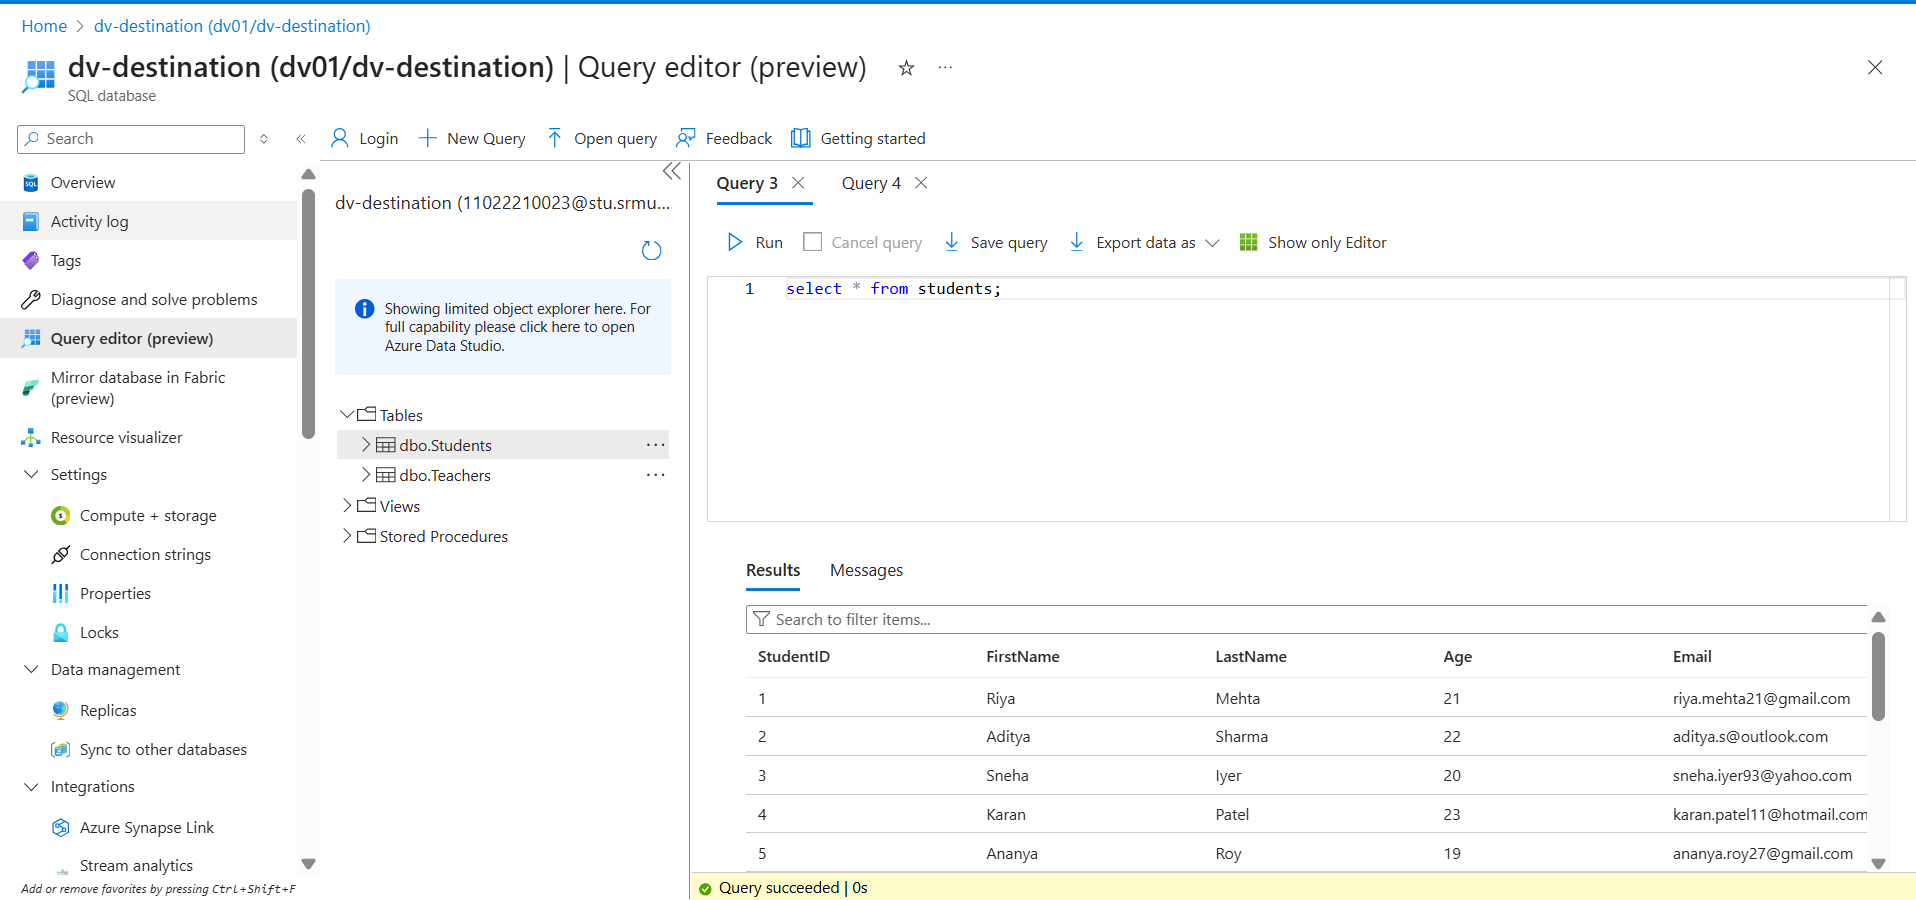 Home > dv-destination (dv01/dv-destination)
dv-destination (dv01/dv-destination) | Query editor (preview)
SQL database
Search
Login
New Query
Open query
Feedback
Getting started
Overview
Activity log
Tags
Diagnose and solve problems
Query editor (preview)
Mirror database in Fabric
(preview)
Resource visualizer
Settings
Compute + storage
Connection strings
Properties
Locks
Data management
Replicas
Sync to other databases
Integrations
Azure Synapse Link
Stream analytics
Add or remove favorites by pressing Ctrl+Shift+F
dv-destination (11022210023@stu.srmu...
Showing limited object explorer here. For
full capability please click here to open
Azure Data Studio.
Tables
dbo.Students
dbo.Teachers
Views
Stored Procedures
Query 3
Query 4
Run
Cancel query
Save query
Export data as
Show only Editor
1 select * from students;
Results
Messages
Search to filter items...
StudentID FirstName LastName Age Email
1 Riya Mehta 21 riya.mehta21@gmail.com
2 Aditya Sharma 22 aditya.s@outlook.com
3 Sneha Iyer 20 sneha.iyer93@yahoo.com
4 Karan Patel 23 karan.patel11@hotmail.com
5 Ananya Roy 19 ananya.roy27@gmail.com
Query succeeded | 0s